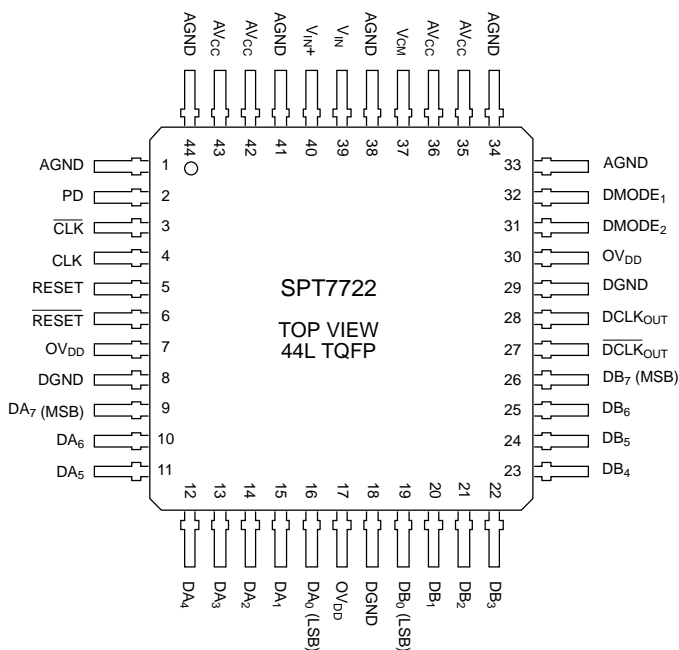 AGND
AVCC
AVCC
AGND
VIN+
VIN
AGND
VCM
AVCC
AVCC
AGND
44
43
42
41
40
39
38
37
36
35
34
AGND 1
PD 2
CLK 3
CLK 4
RESET 5
RESET 6
OVDD 7
DGND 8
DA7 (MSB) 9
DA6 10
DA5 11
SPT7722
TOP VIEW
44L TQFP
33 AGND
32 DMODE1
31 DMODE2
30 OVDD
29 DGND
28 DCLKOUT
27 DCLKOUT
26 DB7 (MSB)
25 DB6
24 DB5
23 DB4
12
13
14
15
16
17
18
19
20
21
22
DA4
DA3
DA2
DA1
DA0 (LSB)
OVDD
DGND
DB0 (LSB)
DB1
DB2
DB3